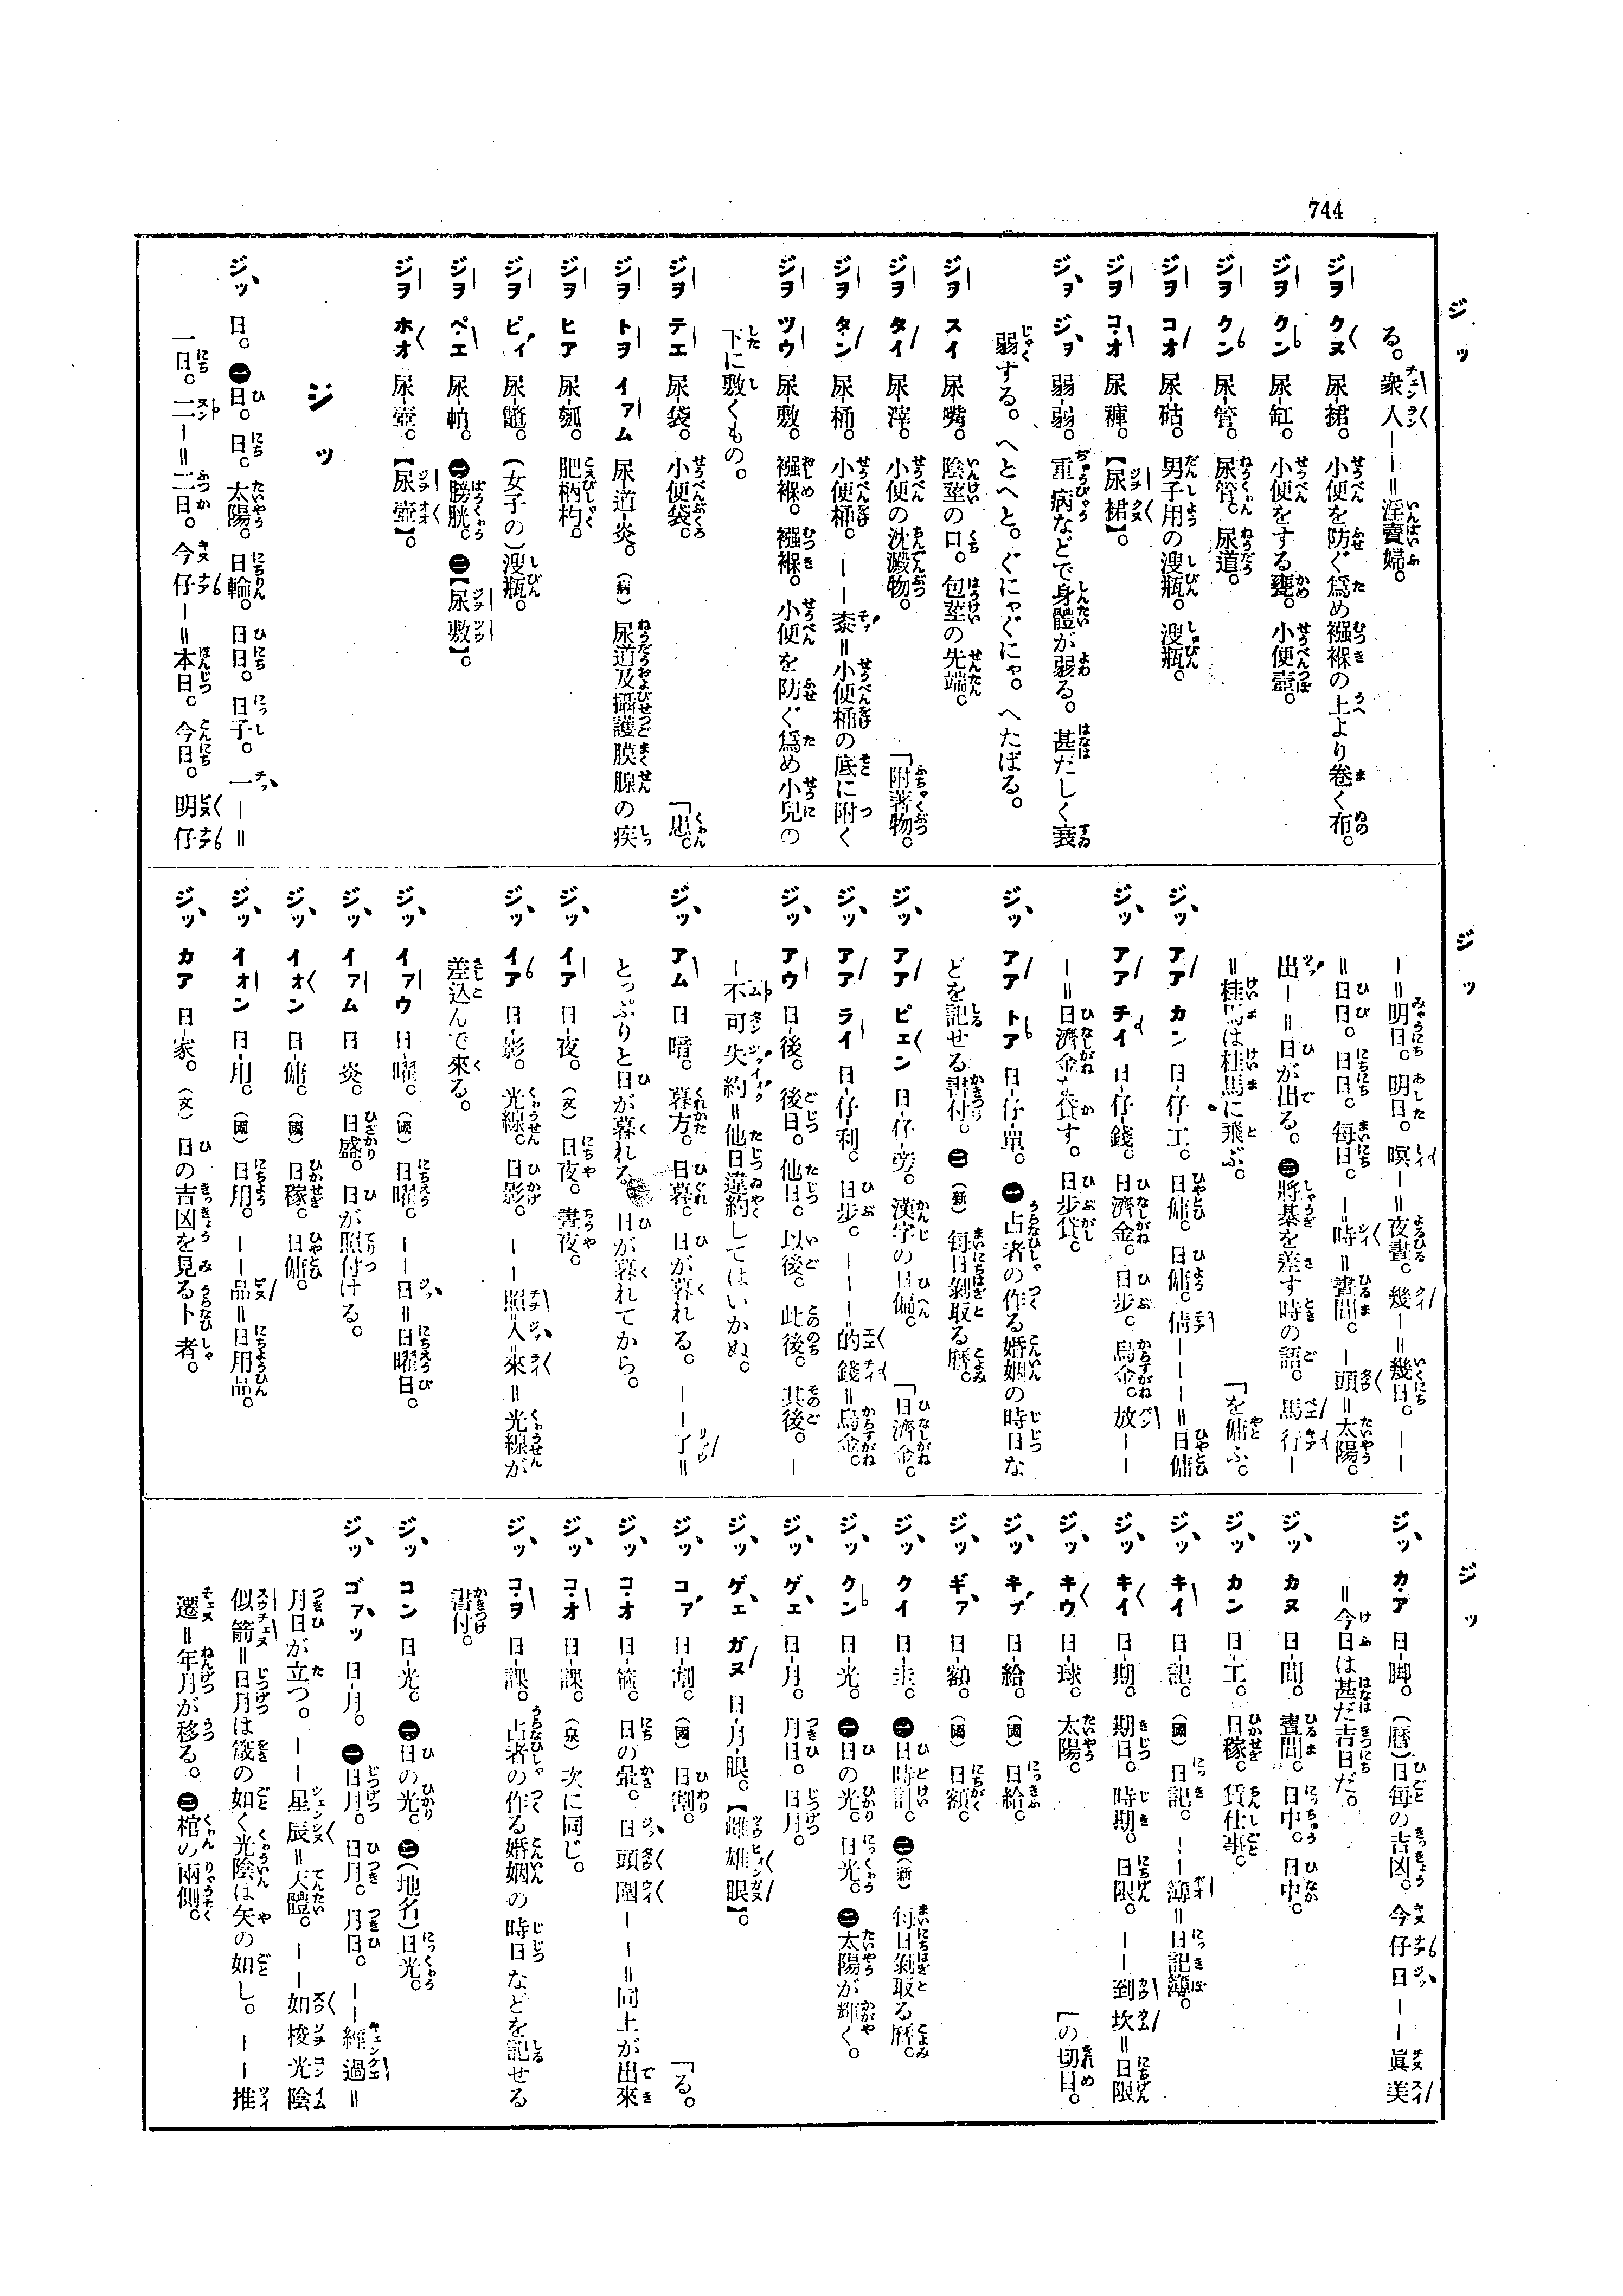 744
ジッ
ジッ
ジッ
る。衆人－－＝淫賣婦。
ジヲ クヌ 尿-裙。小便を防ぐ爲め襁褓の上より卷く布。
ジヲ クン 尿-缸。小便をする甕。小便壺。
ジヲ クン 尿-管。尿管。尿道。
ジヲ コオ 尿-砧。男子用の溲瓶。溲瓶。
ジヲ コ・オ 尿-褲。【尿裙】。
ジヲ ジヲ 弱-弱。重病などで身體が弱る。甚だしく衰
弱する。へとへと。ぐにゃぐにゃ。へたばる。
ジヲ スイ 尿-嘴。陰莖の口。包莖の先端。
ジヲ タイ 尿-滓。小便の沈澱物。 「附著物。
ジヲ タ・ン 尿-桶。小便桶。－－桼＝小便桶の底に附く
ジヲ ツウ 尿-敷。襁褓。襁褓。小便を防ぐ爲め小兒の
下に敷くもの。
ジヲ テエ 尿-袋。小便袋。 「患。
ジヲ トヲ イァム 尿-道-炎。（病）尿道及攝護膜腺の疾
ジヲ ヒア 尿-瓠。肥柄杓。
ジヲ ピイ 尿-鼈。（女子の）溲瓶。
ジヲ ペ・エ 尿-帕。㊀膀胱。㊁【尿敷】。
ジヲ ホオ 尿-壺。【尿壺】。
ジッ
ジッ 日。㊀日。日。太陽。日輪。日日。日子。一－＝
一日。二－＝二日。今仔－＝本日。今日。明仔
－＝明日。明日。暝－＝夜晝。幾－＝幾日。－－
＝日日。日日。每日。－時＝晝間。－頭＝太陽。
出－＝日が出る。㊁將棊を差す時の語。馬行－
＝桂馬は桂馬に飛ぶ。
ジッ アア カン 日-仔-工。日傭。日傭。倩－－－＝日傭 「を傭ふ。
ジッ アア チイ 日-仔-錢。日濟金。日步。烏金。放－－
－＝日濟金を貸す。日步貸。
ジッ アア トア 日-仔-單。㊀占者の作る婚姻の時日な
どを記せる書付。㊁（新）每日剝取る曆。
ジッ アア ピェン 日-仔-旁。漢字の日偏。 「日濟金。
ジッ アア ライ 日-仔-利。日步。－－－的錢＝烏金。
ジッ アウ 日-後。後日。他日。以後。此後。其後。－
－不可失約＝他日違約してはいかぬ。
ジッ アム 日-暗。暮方。日暮。日が暮れる。－－了＝
とっぷりと日が暮れる。日が暮れてから。
ジッ イア 日-夜。（文）日夜。晝夜。
ジッ イア 日-影。光線。日影。－－照入來＝光線が
差込んで來る。
ジッ イァウ 日-曜。（國）日曜。－－日＝日曜日。
ジッ イァム 日-炎。日盛。日が照付ける。
ジッ イォン 日-傭。（國）日稼。日傭。
ジッ イォン 日-用。（國）日用。－－品＝日用品。
ジッ カア 日-家。（文）日の吉凶を見る卜者。
ジッ カ・ア 日-脚。（曆）日每の吉凶。今仔日－－眞美
＝今日は甚だ吉日だ。
ジッ カヌ 日-間。晝間。日中。日中。
ジッ カン 日-工。日稼。賃仕事。
ジッ キイ 日-記。（國）日記。－－簿＝日記簿。
ジッ キイ 日-期。期日。時期。日限。－－到坎＝日限 「の切目。
ジッ キウ 日-球。太陽。
ジッ キプ 日-給。（國）日給。
ジッ ギァ 日-額。（國）日額。
ジッ クイ 日-圭。㊀日時計。㊁（新）每日剝取る曆。
ジッ クン 日-光。㊀日の光。日光。㊁太陽が輝く。
ジッ ゲェ 日-月。月日。日月。
ジッ ゲェ ガヌ 日-月-眼。【雌雄眼】。
ジッ コァ 日-割。（國）日割。 「る。
ジッ コ・オ 日-箍。日の暈。日頭圍－－＝同上が出來
ジッ コ・オ 日-課。（泉）次に同じ。
ジッ コ・ヲ 日-課。占者の作る婚姻の時日などを記せる
書付。
ジッ コン 日-光。㊀日の光。㊁（地名）日光。
ジッ ゴァッ 日-月。㊀日月。日月。月日。－－經過＝
月日が立つ。－－星辰＝天體。－－如梭光陰
似箭＝日月は箴の如く光陰は矢の如し。－－推
遷＝年月が移る。㊁棺の兩側。